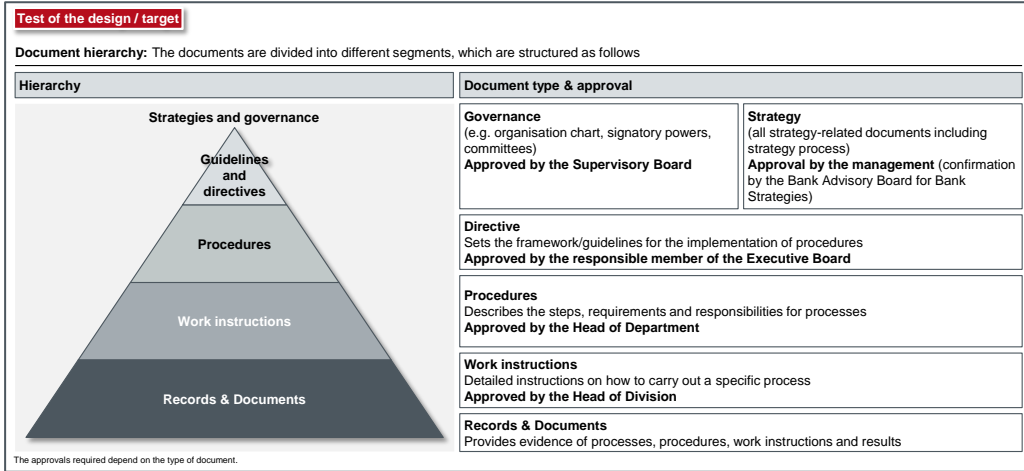 Test of the design / target
Document hierarchy: The documents are divided into different segments, which are structured as follows
Hierarchy
Strategies and governance
Guidelines
and
directives
Procedures
Work instructions
Records & Documents
Document type & approval
Governance
(e.g. organisation chart, signatory powers,
committees)
Approved by the Supervisory Board
Strategy
(all strategy-related documents including
strategy process)
Approval by the management (confirmation
by the Bank Advisory Board for Bank
Strategies)
Directive
Sets the framework/guidelines for the implementation of procedures
Approved by the responsible member of the Executive Board
Procedures
Describes the steps, requirements and responsibilities for processes
Approved by the Head of Department
Work instructions
Detailed instructions on how to carry out a specific process
Approved by the Head of Division
Records & Documents
Provides evidence of processes, procedures, work instructions and results
The approvals required depend on the type of document.